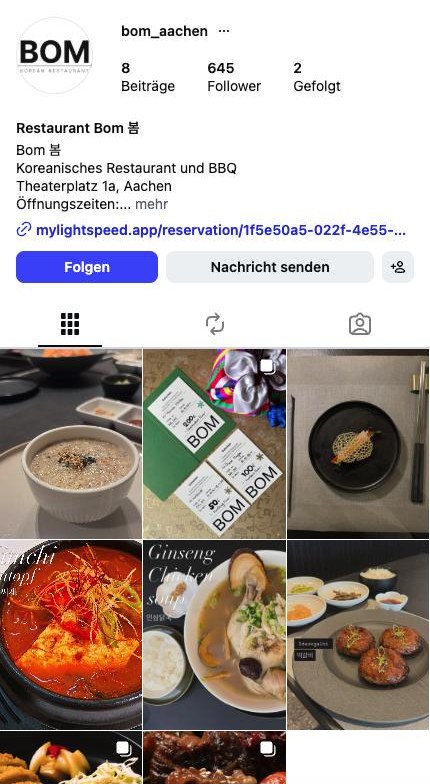 BOM
KOREAN RESTAURANT
bom_aachen ...
8 645 2
Beiträge Follower Gefolgt
Restaurant Bom 봄
Bom 봄
Koreanisches Restaurant und BBQ
Theaterplatz 1a, Aachen
Öffnungszeiten:... mehr
mylightspeed.app/reservation/1f5e50a5-022f-4e55-...
Folgen
Nachricht senden
BOM
BOM
BOM
Ginseng
Chicken
soup